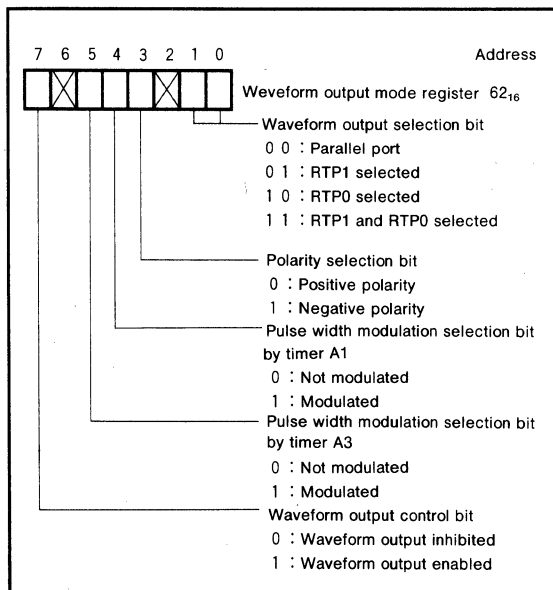 7 6 5 4 3 2 1 0 Address
Weveform output mode register 62₁₆
Waveform output selection bit
0 0 : Parallel port
0 1 : RTP1 selected
1 0 : RTP0 selected
1 1 : RTP1 and RTP0 selected
Polarity selection bit
0 : Positive polarity
1 : Negative polarity
Pulse width modulation selection bit
by timer A1
0 : Not modulated
1 : Modulated
Pulse width modulation selection bit
by timer A3
0 : Not modulated
1 : Modulated
Waveform output control bit
0 : Waveform output inhibited
1 : Waveform output enabled